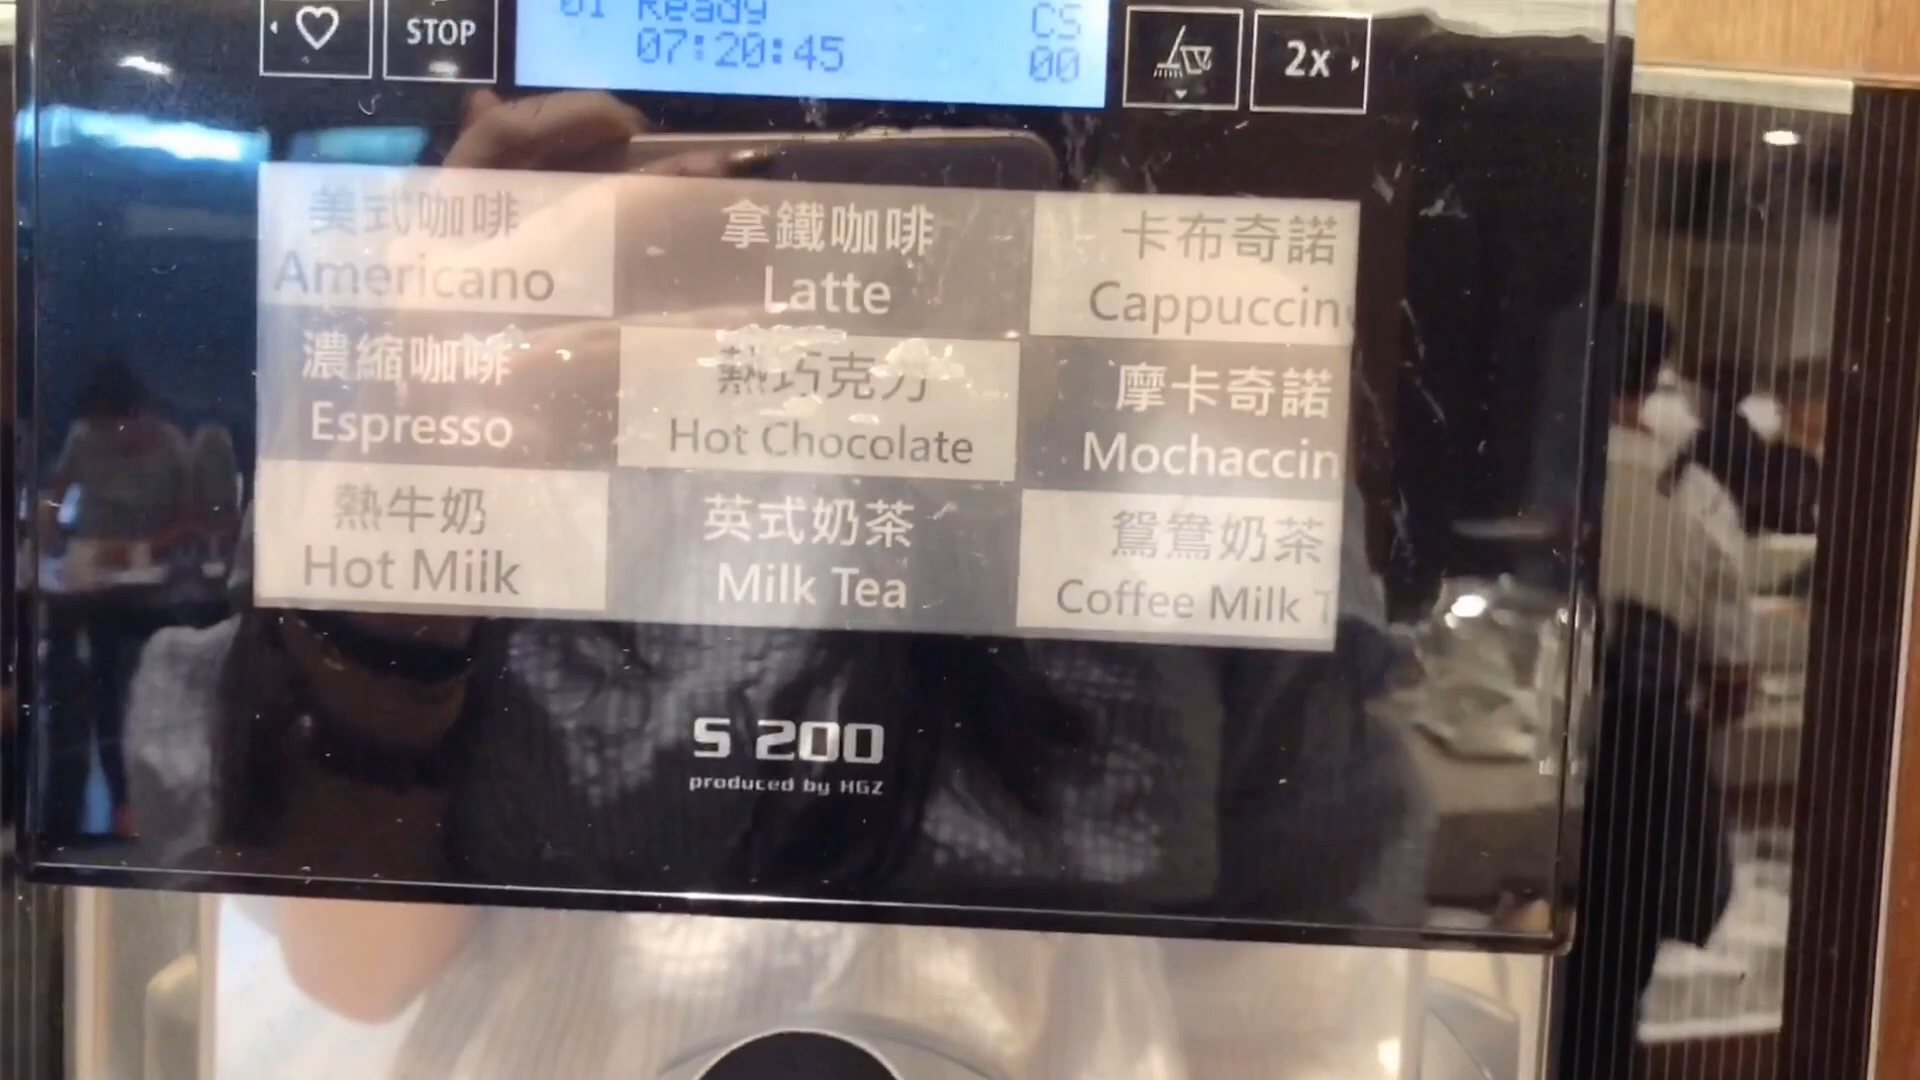 STOP
01 Ready CS
07:20:45 00
2x
美式咖啡
Americano
拿鐵咖啡
Latte
卡布奇諾
Cappuccin
濃縮咖啡
Espresso
熱巧克力
Hot Chocolate
摩卡奇諾
Mochaccin
熱牛奶
Hot Milk
英式奶茶
Milk Tea
鴛鴦奶茶
Coffee Milk T
S 200
produced by HGZ